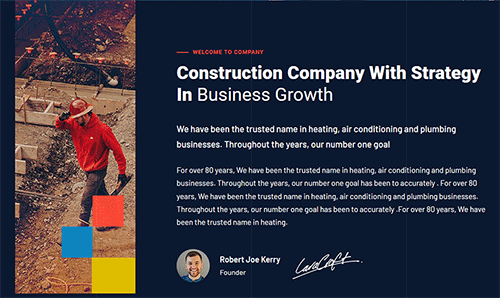 WELCOME TO COMPANY
Construction Company With Strategy
In Business Growth
We have been the trusted name in heating, air conditioning and plumbing
businesses. Throughout the years, our number one goal
For over 80 years, We have been the trusted name in heating, air conditioning and plumbing
businesses. Throughout the years, our number one goal has been to accurately . For over 80
years, We have been the trusted name in heating, air conditioning and plumbing businesses.
Throughout the years, our number one goal has been to accurately .For over 80 years, We have
been the trusted name in heating.
Robert Joe Kerry
Founder
LaraCroft